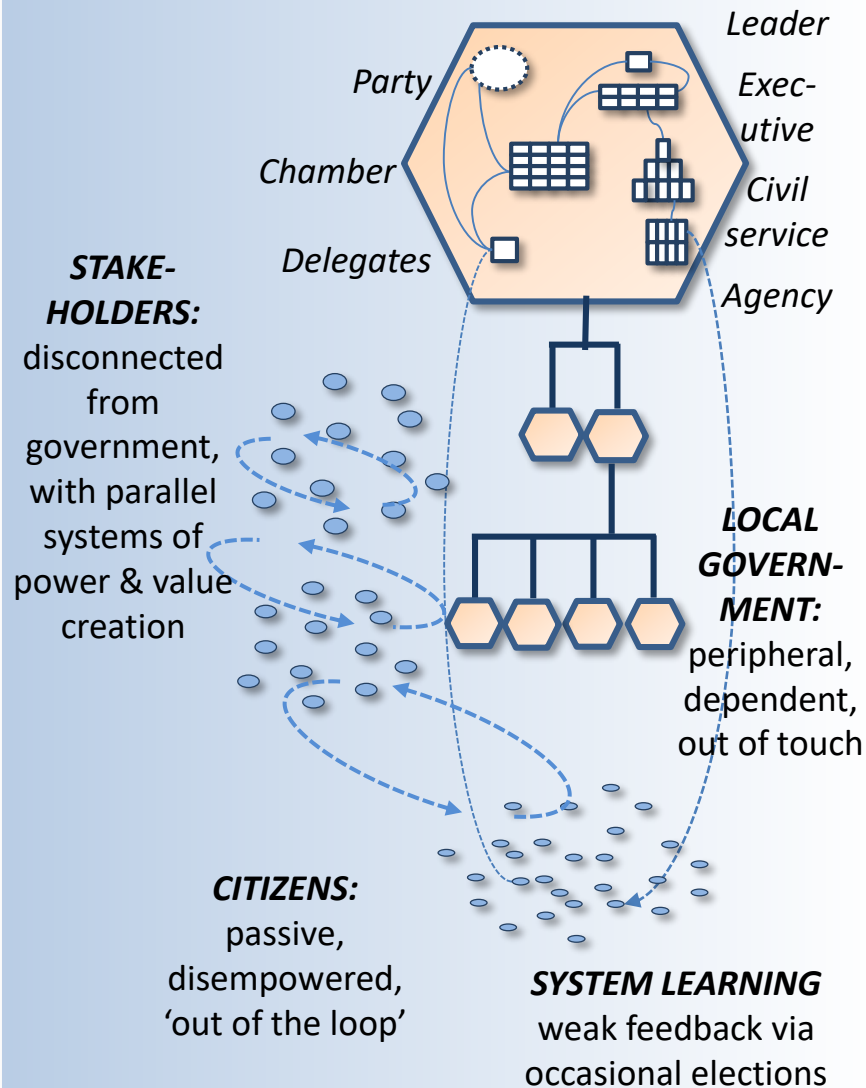 Leader
Party
Exec-
utive
Chamber
Civil
service
Delegates
Agency
STAKE-
HOLDERS:
disconnected
from
government,
with parallel
systems of
power & value
creation
LOCAL
GOVERN-
MENT:
peripheral,
dependent,
out of touch
CITIZENS:
passive,
disempowered,
‘out of the loop’
SYSTEM LEARNING
weak feedback via
occasional elections